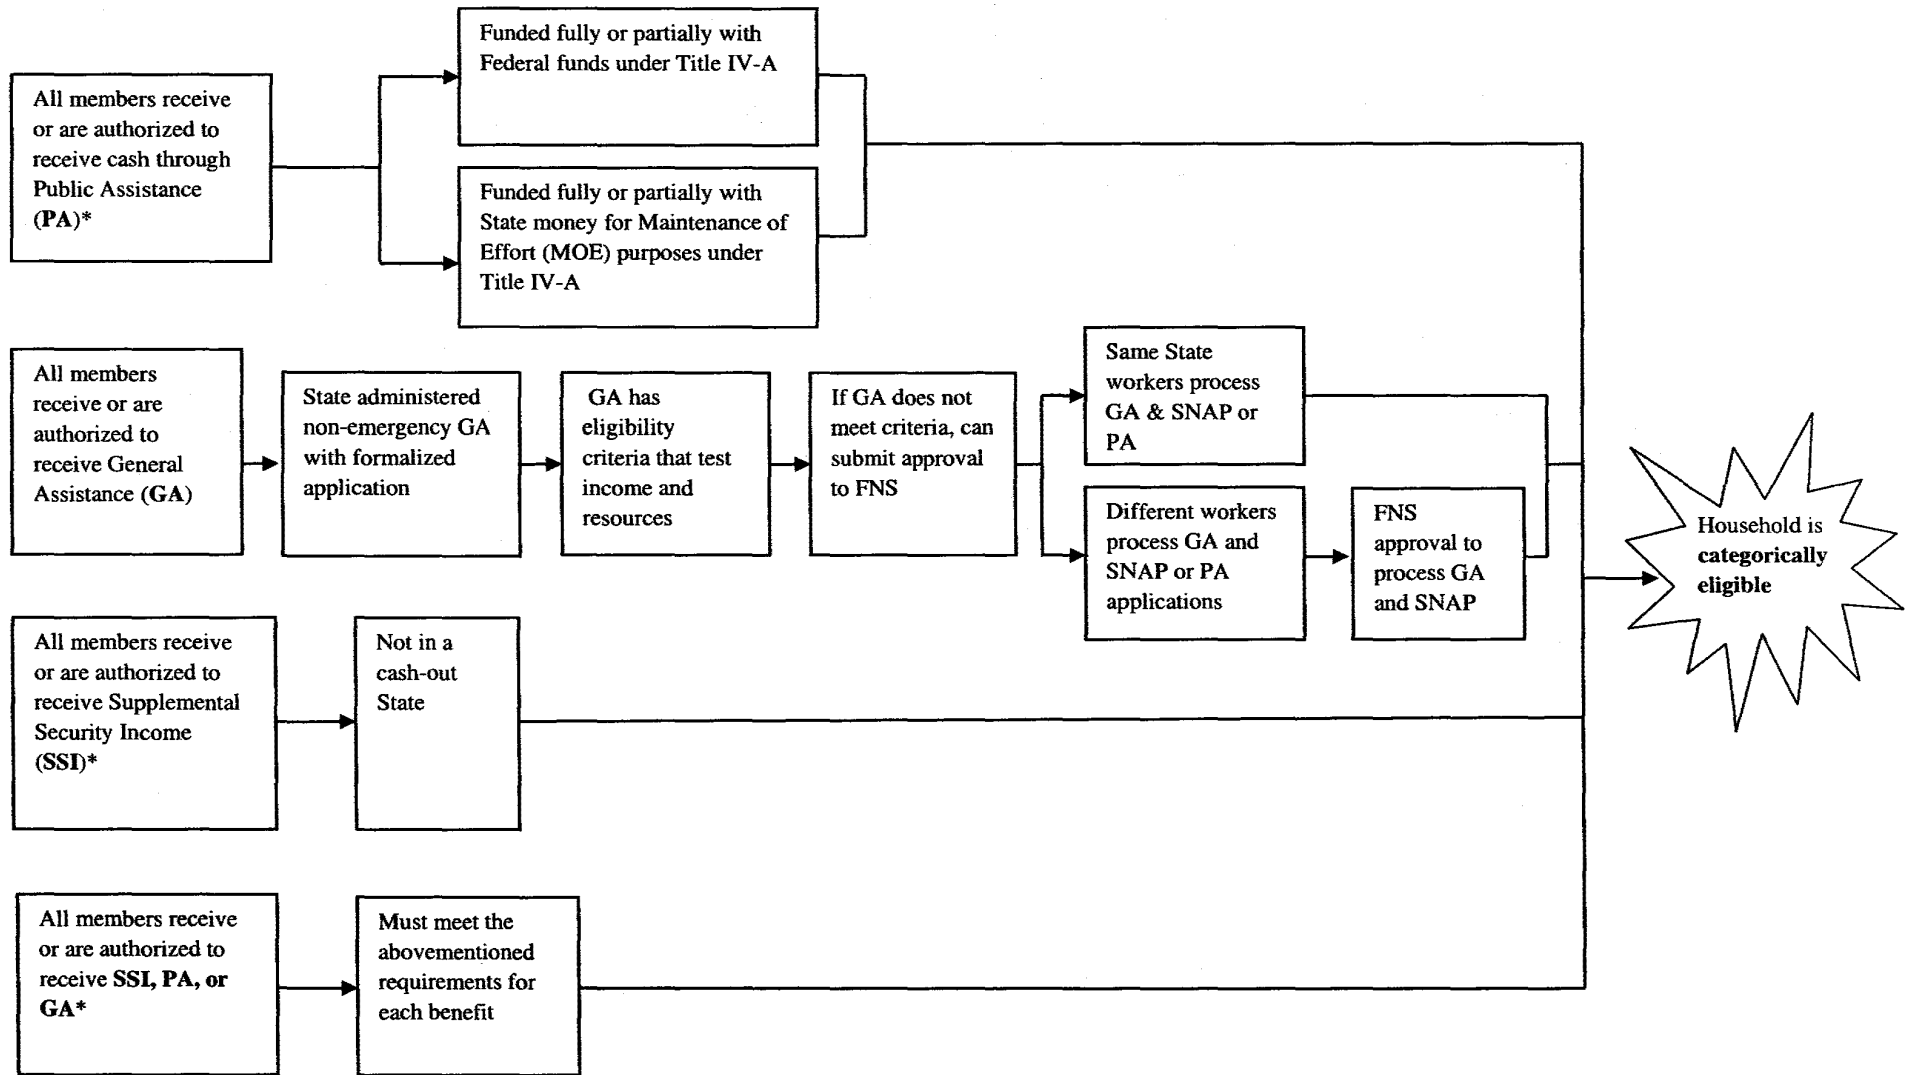 Funded fully or partially with
Federal funds under Title IV-A
All members receive
or are authorized to
receive cash through
Public Assistance
(PA)*
Funded fully or partially with
State money for Maintenance of
Effort (MOE) purposes under
Title IV-A
All members
receive or are
authorized to
receive General
Assistance (GA)
State administered
non-emergency GA
with formalized
application
GA has
eligibility
criteria that test
income and
resources
If GA does not
meet criteria, can
submit approval
to FNS
Same State
workers process
GA & SNAP or
PA
Different workers
process GA and
SNAP or PA
applications
FNS
approval to
process GA
and SNAP
Household is
categorically
eligible
All members receive
or are authorized to
receive Supplemental
Security Income
(SSI)*
Not in a
cash-out
State
All members receive
or are authorized to
receive SSI, PA, or
GA*
Must meet the
abovementioned
requirements for
each benefit